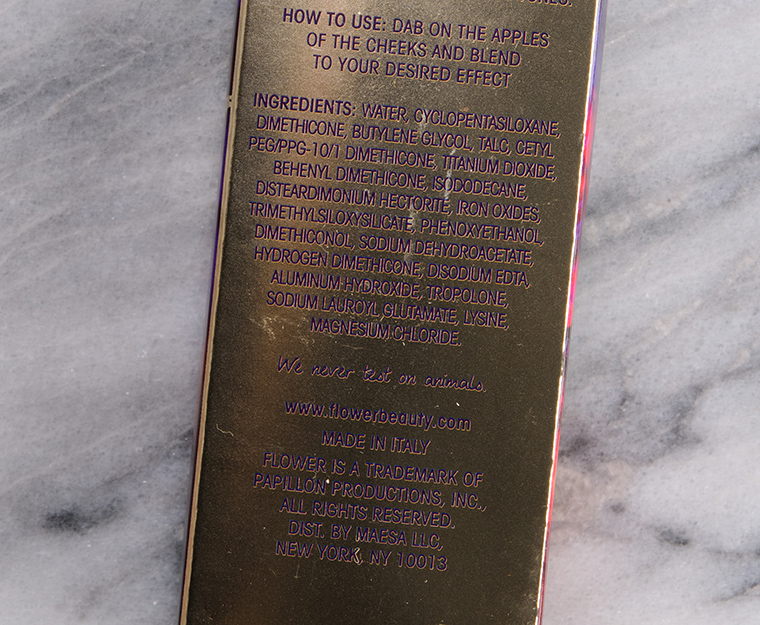 HOW TO USE: DAB ON THE APPLES
OF THE CHEEKS AND BLEND
TO YOUR DESIRED EFFECT
INGREDIENTS: WATER, CYCLOPENTASILOXANE,
DIMETHICONE, BUTYLENE GLYCOL, TALC, CETYL
PEG/PPG-10/1 DIMETHICONE, TITANIUM DIOXIDE,
BEHENYL DIMETHICONE, ISODODECANE,
DISTEARDIMONIUM HECTORITE, IRON OXIDES,
TRIMETHYLSILOXYSILICATE, PHENOXYETHANOL,
DIMETHICONOL, SODIUM DEHYDROACETATE,
HYDROGEN DIMETHICONE, DISODIUM EDTA,
ALUMINUM HYDROXIDE, TROPOLONE,
SODIUM LAUROYL GLUTAMATE, LYSINE,
MAGNESIUM CHLORIDE.
We never test on animals.
www.flowerbeauty.com
MADE IN ITALY
FLOWER IS A TRADEMARK OF
PAPILLON PRODUCTIONS, INC.,
ALL RIGHTS RESERVED.
DIST. BY MAESA LLC,
NEW YORK, NY 10013